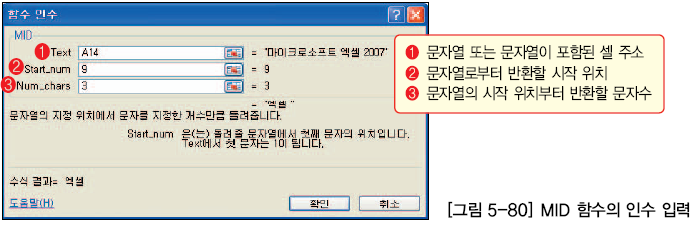 함수 인수
MID
❶ Text A14 = "마이크로소프트 엑셀 2007"
❷ Start_num 9 = 9
❸ Num_chars 3 = 3
= "엑셀 "
문자열의 지정 위치에서 문자를 지정한 개수만큼 돌려줍니다.
Start_num 은(는) 돌려줄 문자열에서 첫째 문자의 위치입니다.
Text에서 첫 문자는 1이 됩니다.
수식 결과= 엑셀
도움말(H)
확인
취소
❶ 문자열 또는 문자열이 포함된 셀 주소
❷ 문자열로부터 반환할 시작 위치
❸ 문자열의 시작 위치부터 반환할 문자수
[그림 5-80] MID 함수의 인수 입력